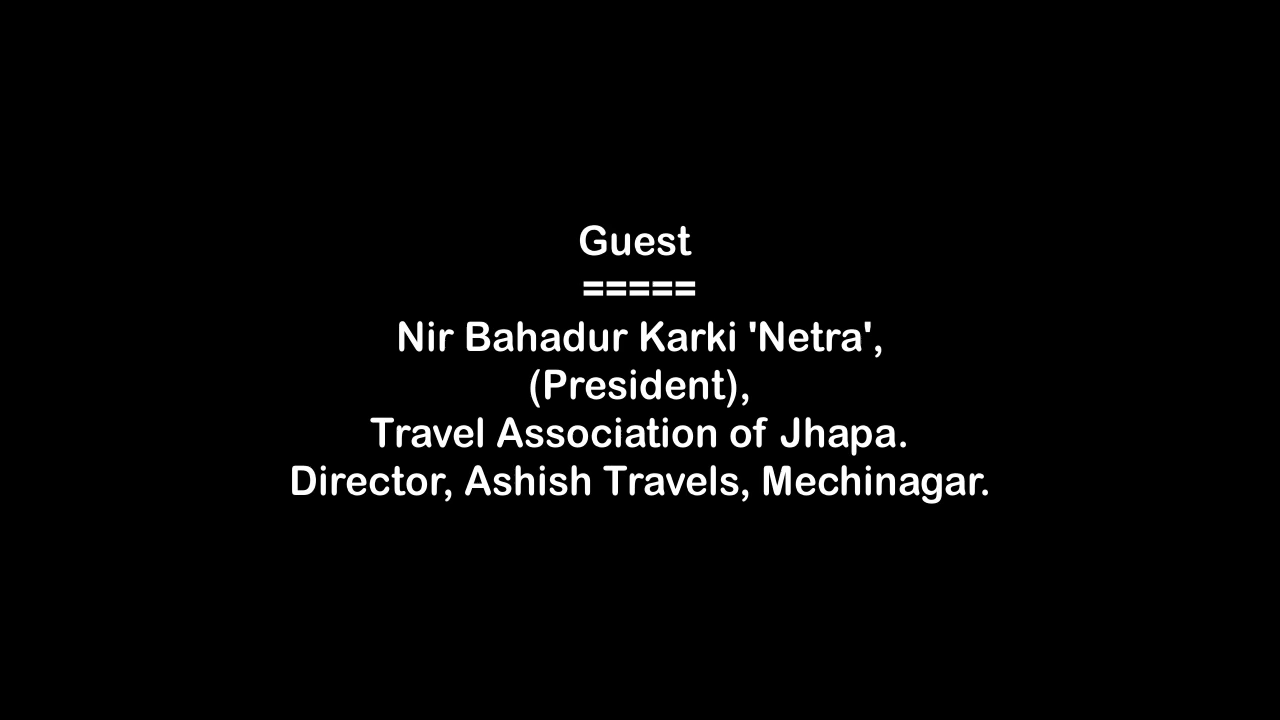 Guest
=====
Nir Bahadur Karki 'Netra',
(President),
Travel Association of Jhapa.
Director, Ashish Travels, Mechinagar.